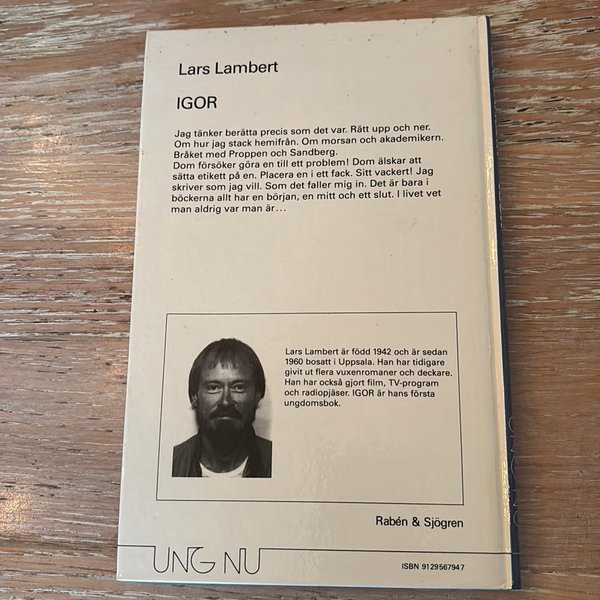 Lars Lambert
IGOR
Jag tänker berätta precis som det var. Rätt upp och ner.
Om hur jag stack hemifrån. Om morsan och akademikern.
Bråket med Proppen och Sandberg.
Dom försöker göra en till ett problem! Dom älskar att
sätta etikett på en. Placera en i ett fack. Sitt vackert! Jag
skriver som jag vill. Som det faller mig in. Det är bara i
böckerna allt har en början, en mitt och ett slut. I livet vet
man aldrig var man är...
Lars Lambert är född 1942 och är sedan
1960 bosatt i Uppsala. Han har tidigare
givit ut flera vuxenromaner och deckare.
Han har också gjort film, TV-program
och radiopjäser. IGOR är hans första
ungdomsbok.
Rabén & Sjögren
UNG NU
ISBN 9129567947